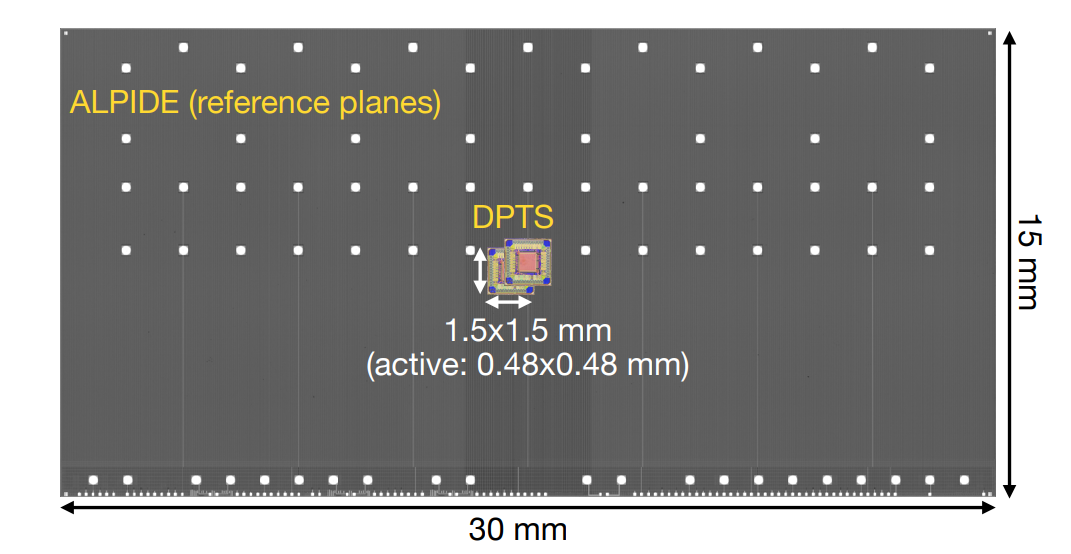 ALPIDE (reference planes)
DPTS
1.5x1.5 mm
(active: 0.48x0.48 mm)
15 mm
30 mm